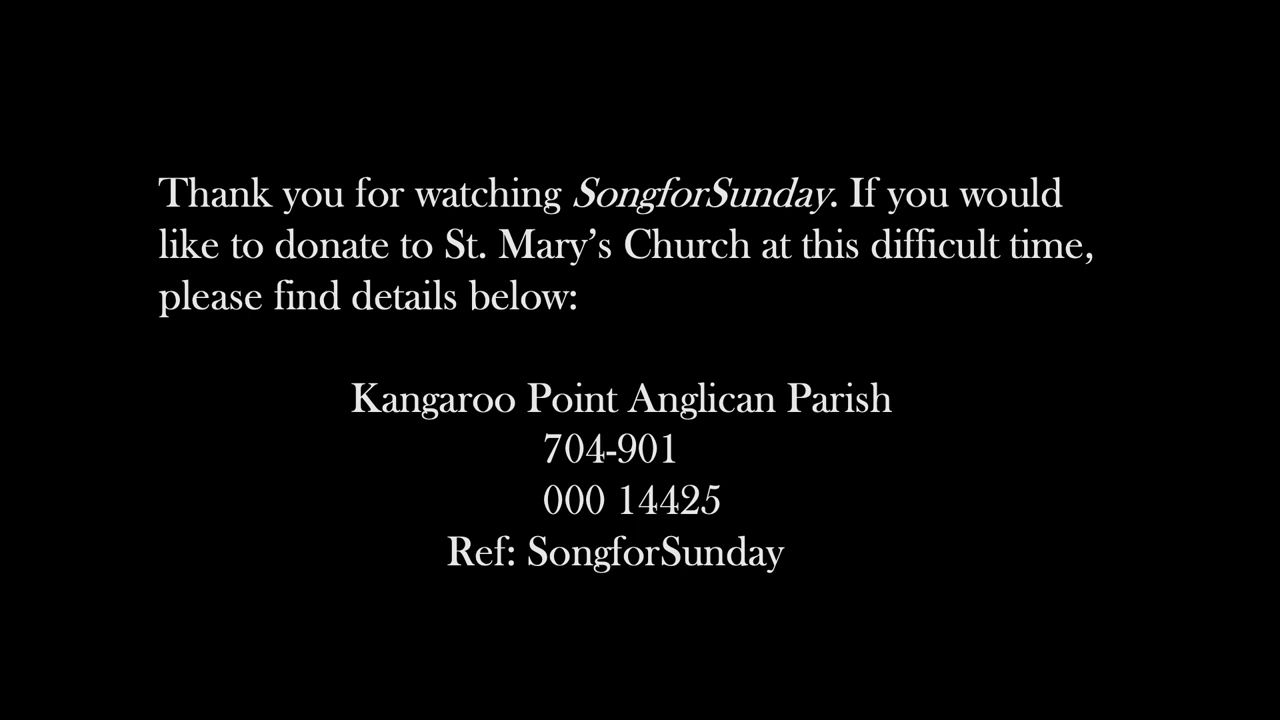 Thank you for watching SongforSunday. If you would
like to donate to St. Mary’s Church at this difficult time,
please find details below:
Kangaroo Point Anglican Parish
704-901
000 14425
Ref: SongforSunday